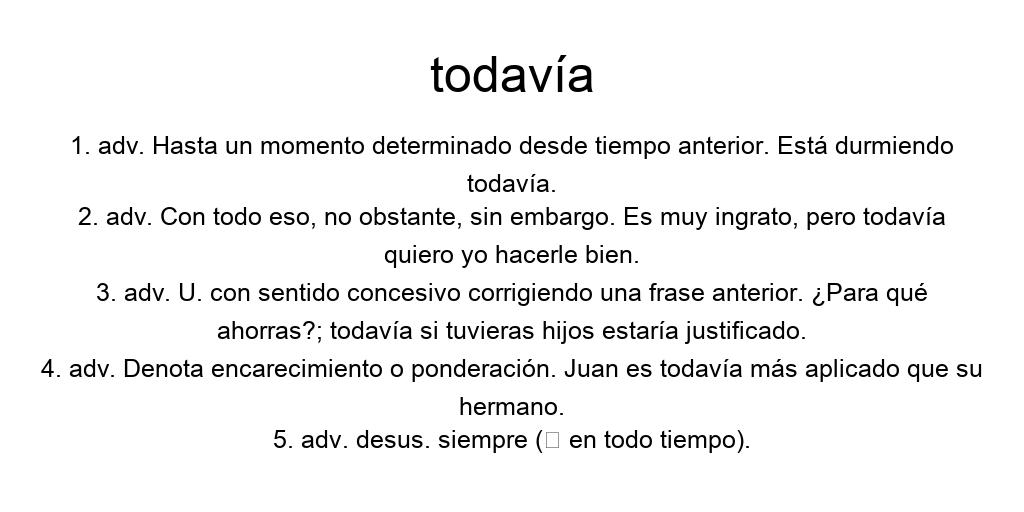 todavía
1. adv. Hasta un momento determinado desde tiempo anterior. Está durmiendo
todavía.
2. adv. Con todo eso, no obstante, sin embargo. Es muy ingrato, pero todavía
quiero yo hacerle bien.
3. adv. U. con sentido concesivo corrigiendo una frase anterior. ¿Para qué
ahorras?; todavía si tuvieras hijos estaría justificado.
4. adv. Denota encarecimiento o ponderación. Juan es todavía más aplicado que su
hermano.
5. adv. desus. siempre (□ en todo tiempo).